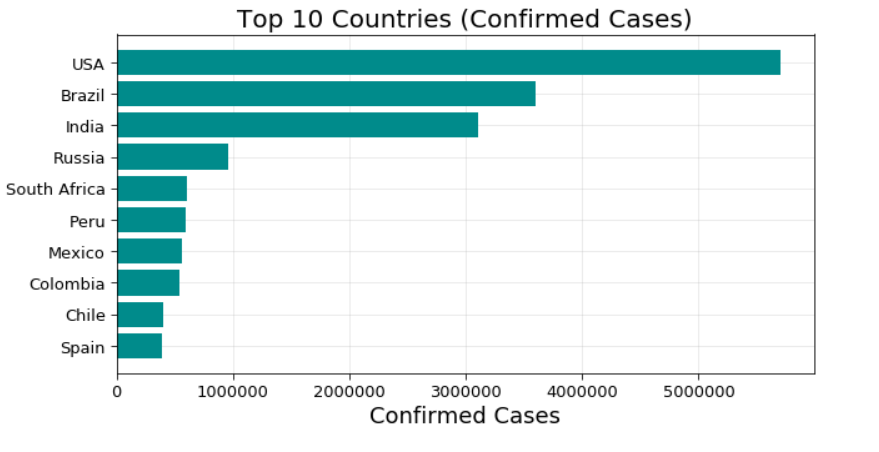 Top 10 Countries (Confirmed Cases)
USA
Brazil
India
Russia
South Africa
Peru
Mexico
Colombia
Chile
Spain
0 1000000 2000000 3000000 4000000 5000000
Confirmed Cases